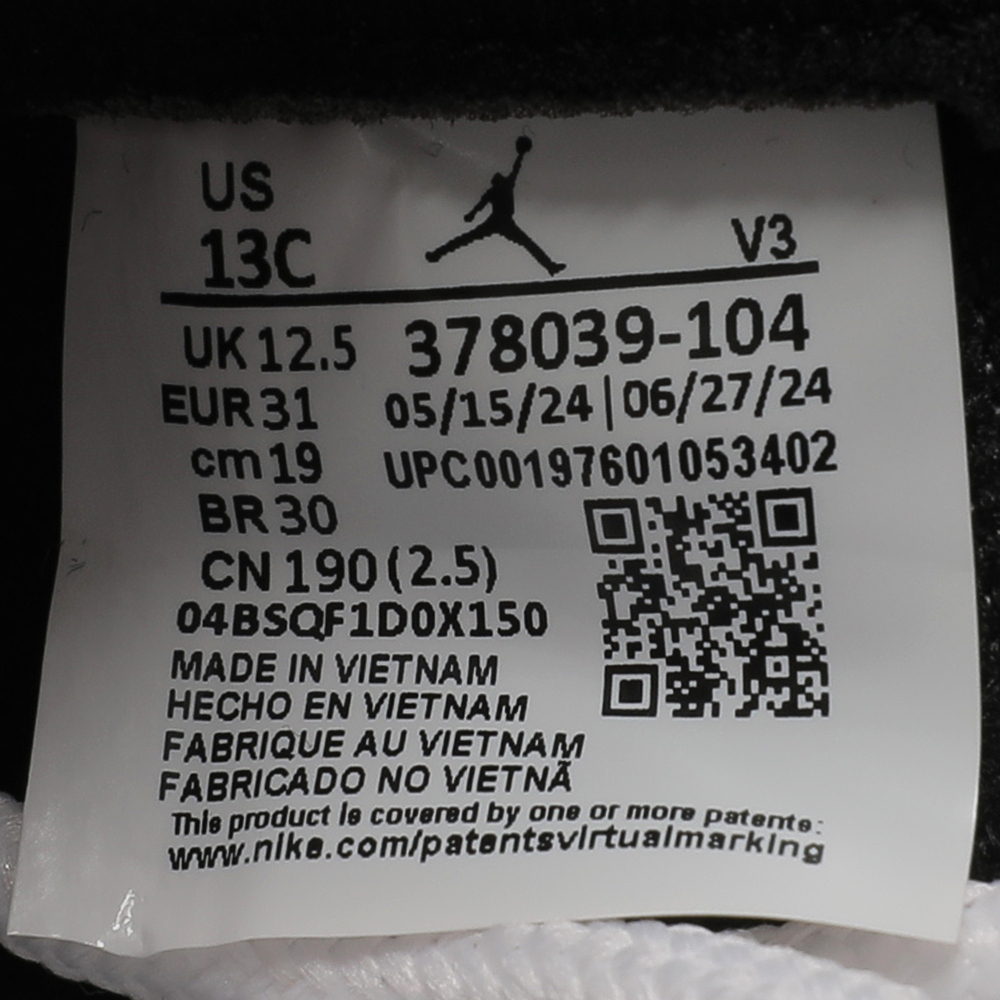 US
13C
V3
UK 12.5 378039-104
EUR 31 05/15/24 | 06/27/24
cm 19 UPC00197601053402
BR 30
CN 190 (2.5)
04BSQF1D0X150
MADE IN VIETNAM
HECHO EN VIETNAM
FABRIQUE AU VIETNAM
FABRICADO NO VIETNÃ
This product is covered by one or more patents:
www.nike.com/patentsvirtualmarking